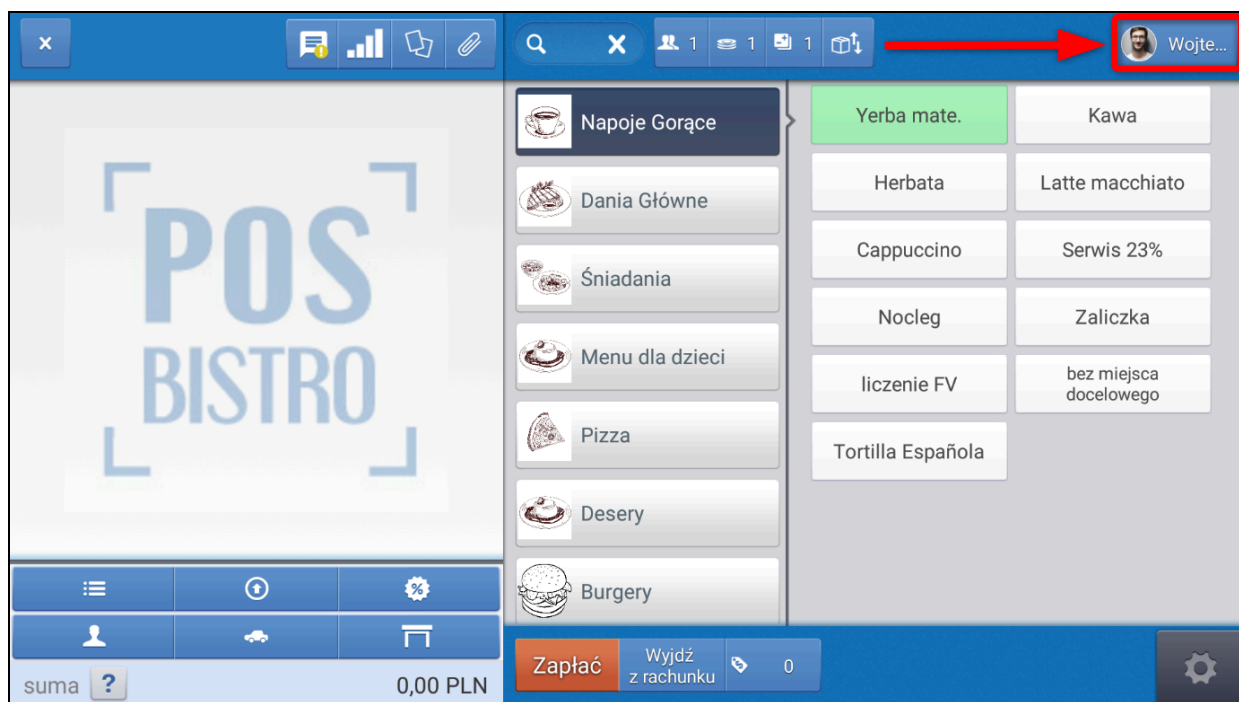 1
1
1
Wojte...
POS
BISTRO
suma ?
0,00 PLN
Napoje Gorące
Dania Główne
Śniadania
Menu dla dzieci
Pizza
Desery
Burgery
Yerba mate.
Kawa
Herbata
Latte macchiato
Cappuccino
Serwis 23%
Nocleg
Zaliczka
liczenie FV
bez miejsca
docelowego
Tortilla Española
Zapłać
Wyjdź
z rachunku
0